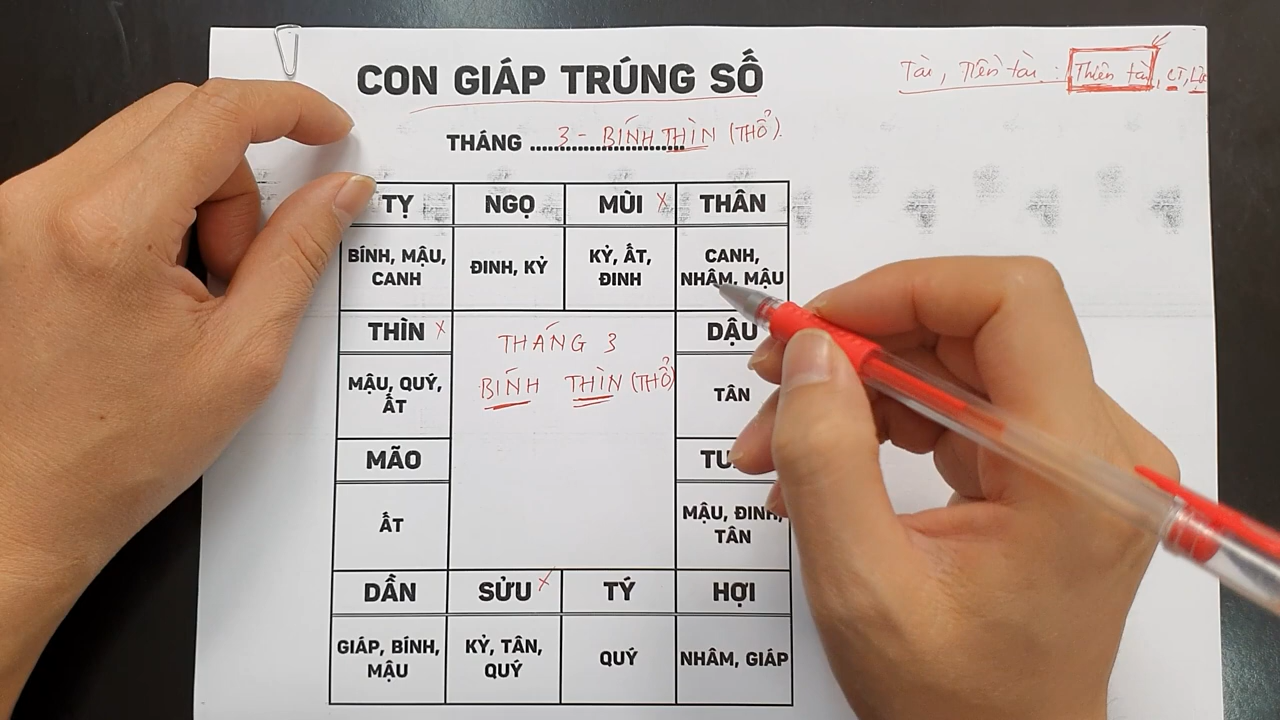 CON GIÁP TRÚNG SỐ
Tài, Tiền tài : Thiên tài, CT,
THÁNG 3 - BÍNH THÌN (THỔ).
TỴ NGỌ MÙI X THÂN
BÍNH, MẬU, CANH
ĐINH, KỶ
KỶ, ẤT, ĐINH
CANH, NHÂM, MẬU
THÌN X
DẬU
MẬU, QUÝ, ẤT
THÁNG 3
BÍNH THÌN (THỔ)
TÂN
MÃO
ẤT
MẬU, ĐINH, TÂN
DẦN SỬU X TÝ HỢI
GIÁP, BÍNH, MẬU
KỶ, TÂN, QUÝ
QUÝ
NHÂM, GIÁP